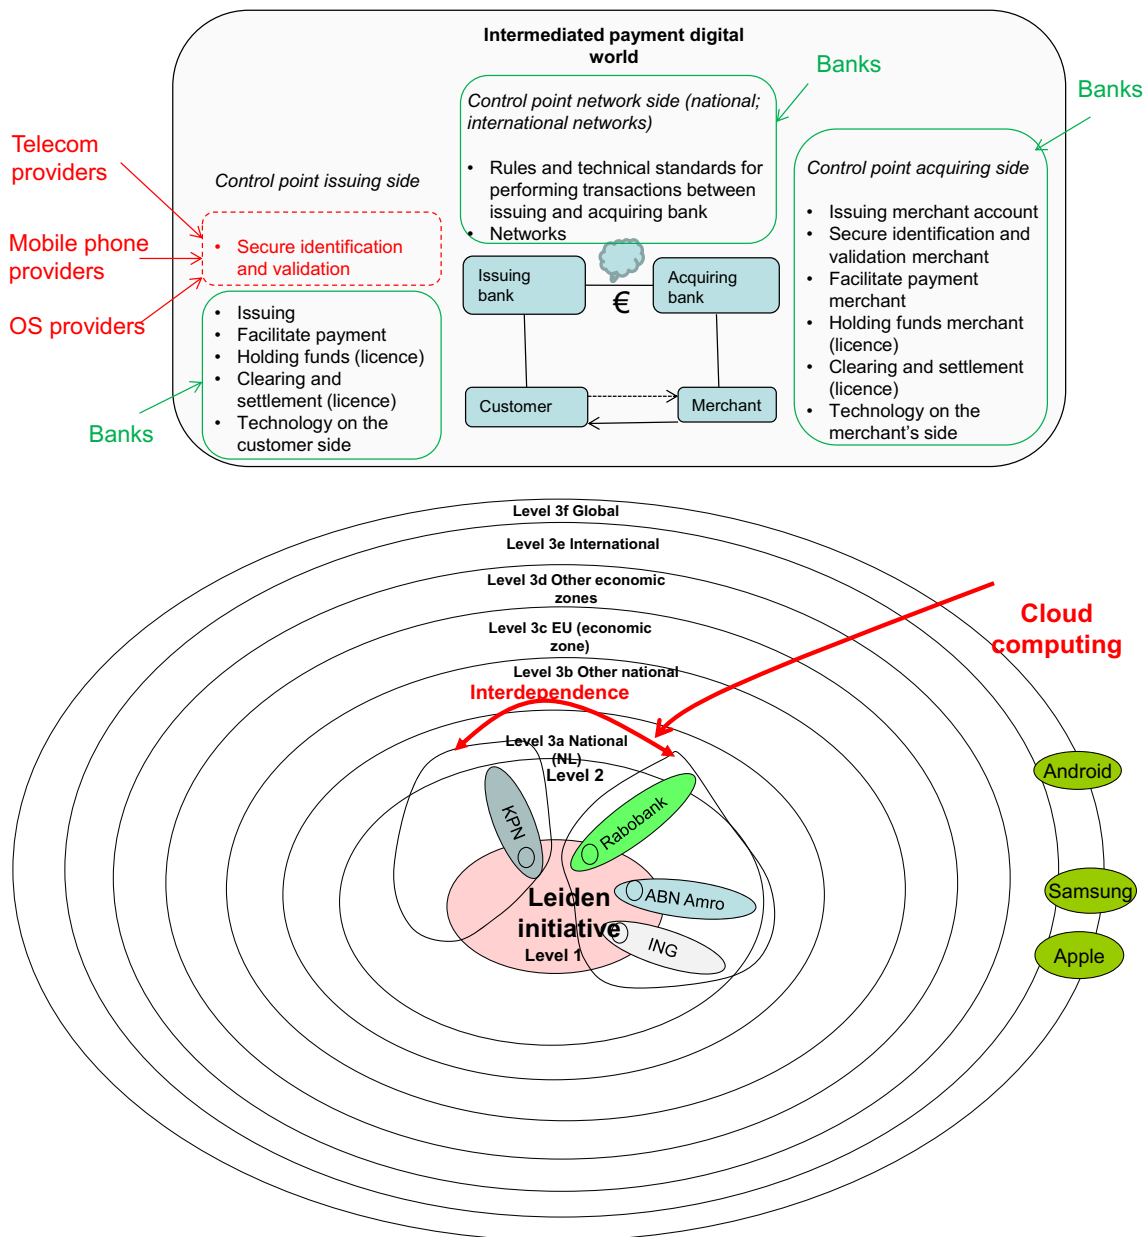 Intermediated payment digital
world
Banks
Banks
Control point network side (national;
international networks)
• Rules and technical standards for
performing transactions between
issuing and acquiring bank
• Networks
Telecom
providers
Mobile phone
providers
OS providers
Banks
Control point issuing side
• Secure identification
and validation
• Issuing
• Facilitate payment
• Holding funds (licence)
• Clearing and
settlement (licence)
• Technology on the
customer side
Issuing
bank
€
Acquiring
bank
Customer
Merchant
Control point acquiring side
• Issuing merchant account
• Secure identification and
validation merchant
• Facilitate payment
merchant
• Holding funds merchant
(licence)
• Clearing and settlement
(licence)
• Technology on the
merchant's side
Level 3f Global
Level 3e International
Level 3d Other economic
zones
Level 3c EU (economic
zone)
Level 3b Other national
Interdependence
Cloud
computing
Level 3a National
(NL)
Level 2
KPN
Rabobank
ABN Amro
ING
Leiden
initiative
Level 1
Android
Samsung
Apple